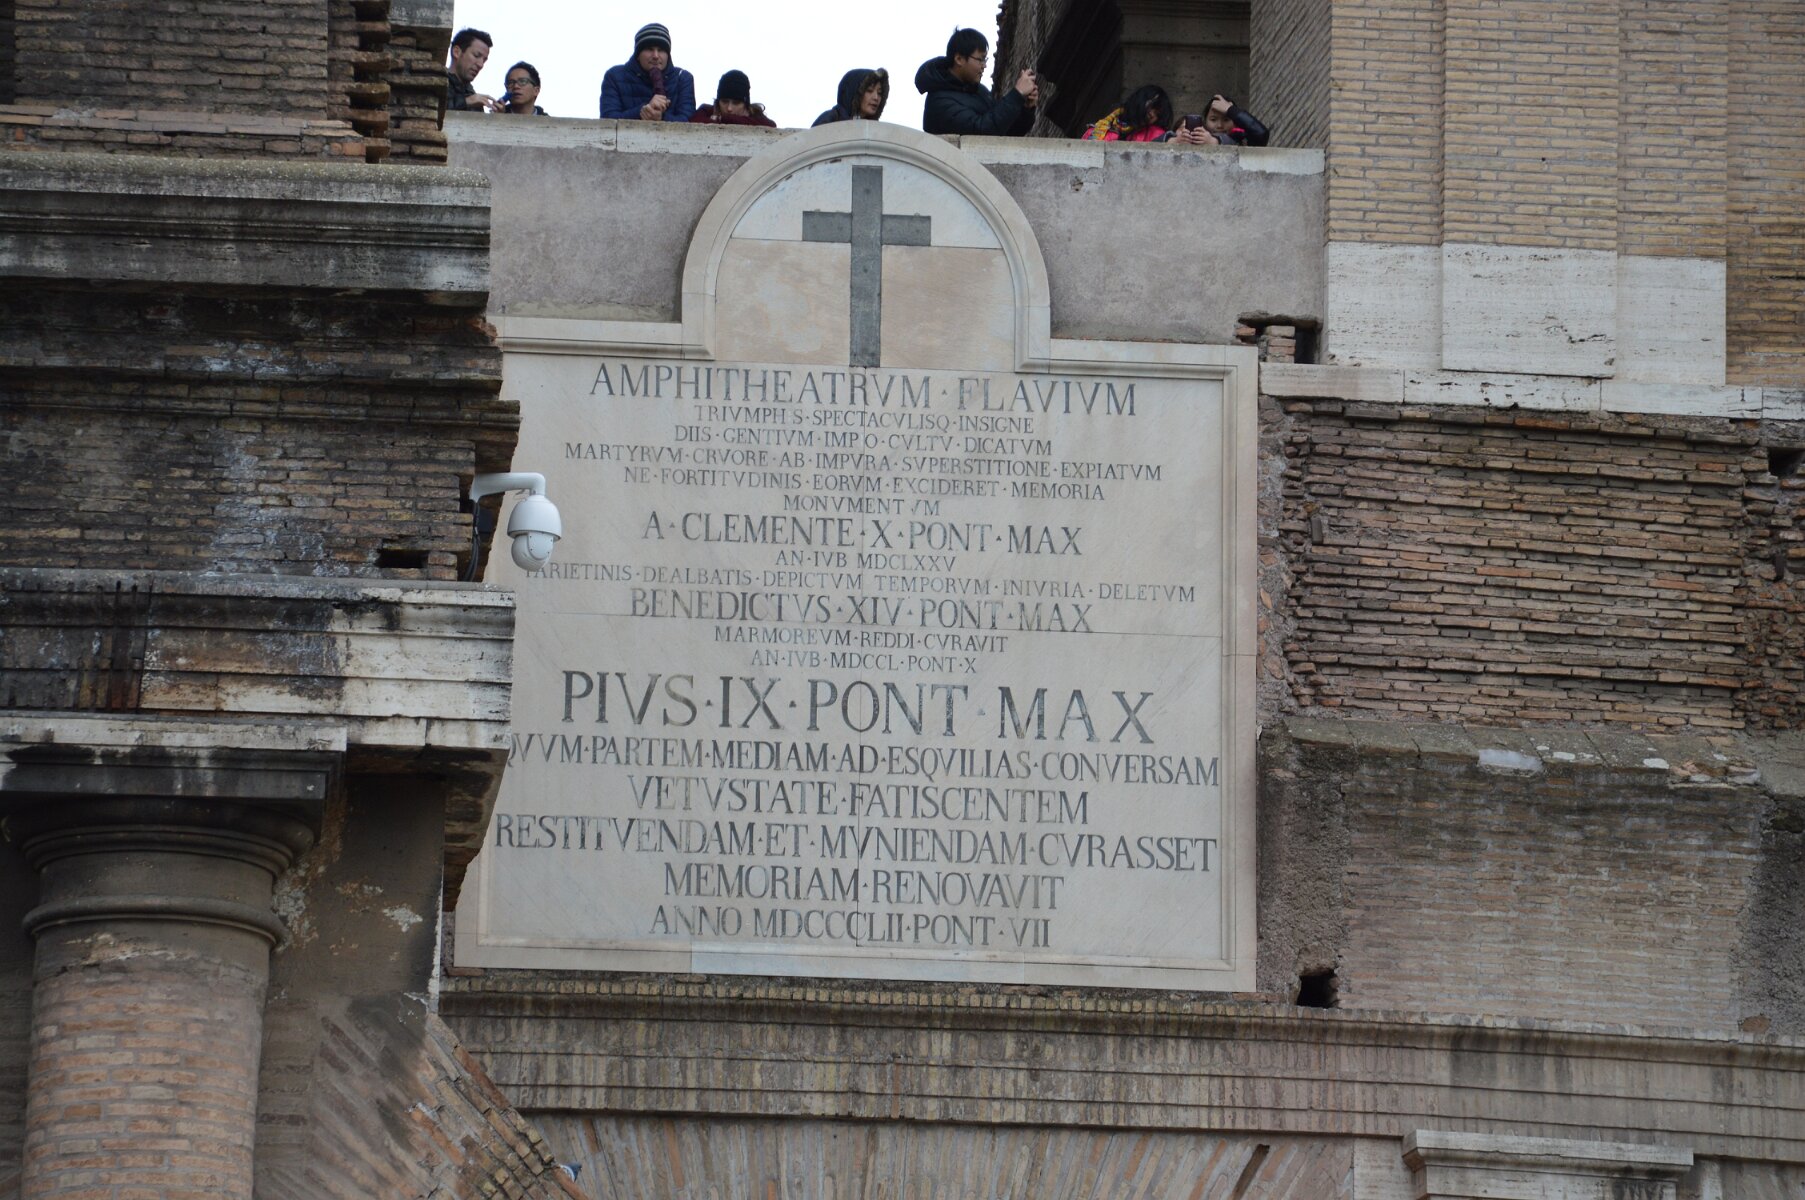 AMPHITHEATRVM·FLAVIVM
TRIVMPHIS·SPECTACVLISQ·INSIGNE
DIIS·GENTIVM·IMPIO·CVLTV·DICATVM
MARTYRVM·CRVORE·AB·IMPVRA·SVPERSTITIONE·EXPIATVM
NE·FORTITVDINIS·EORVM·EXCIDERET·MEMORIA
MONVMENTVM
A·CLEMENTE·X·PONT·MAX
AN·IVB·MDCLXXV
PARIETINIS·DEALBATIS·DEPICTVM·TEMPORVM·INIVRIA·DELETVM
BENEDICTVS·XIV·PONT·MAX
MARMOREVM·REDDI·CVRAVIT
AN·IVB·MDCCL·PONT·X
PIVS·IX·PONT·MAX
QVVM·PARTEM·MEDIAM·AD·ESQVILIAS·CONVERSAM
VETVSTATE·FATISCENTEM
RESTITVENDAM·ET·MVNIENDAM·CVRASSET
MEMORIAM·RENOVAVIT
ANNO·MDCCCLII·PONT·VII